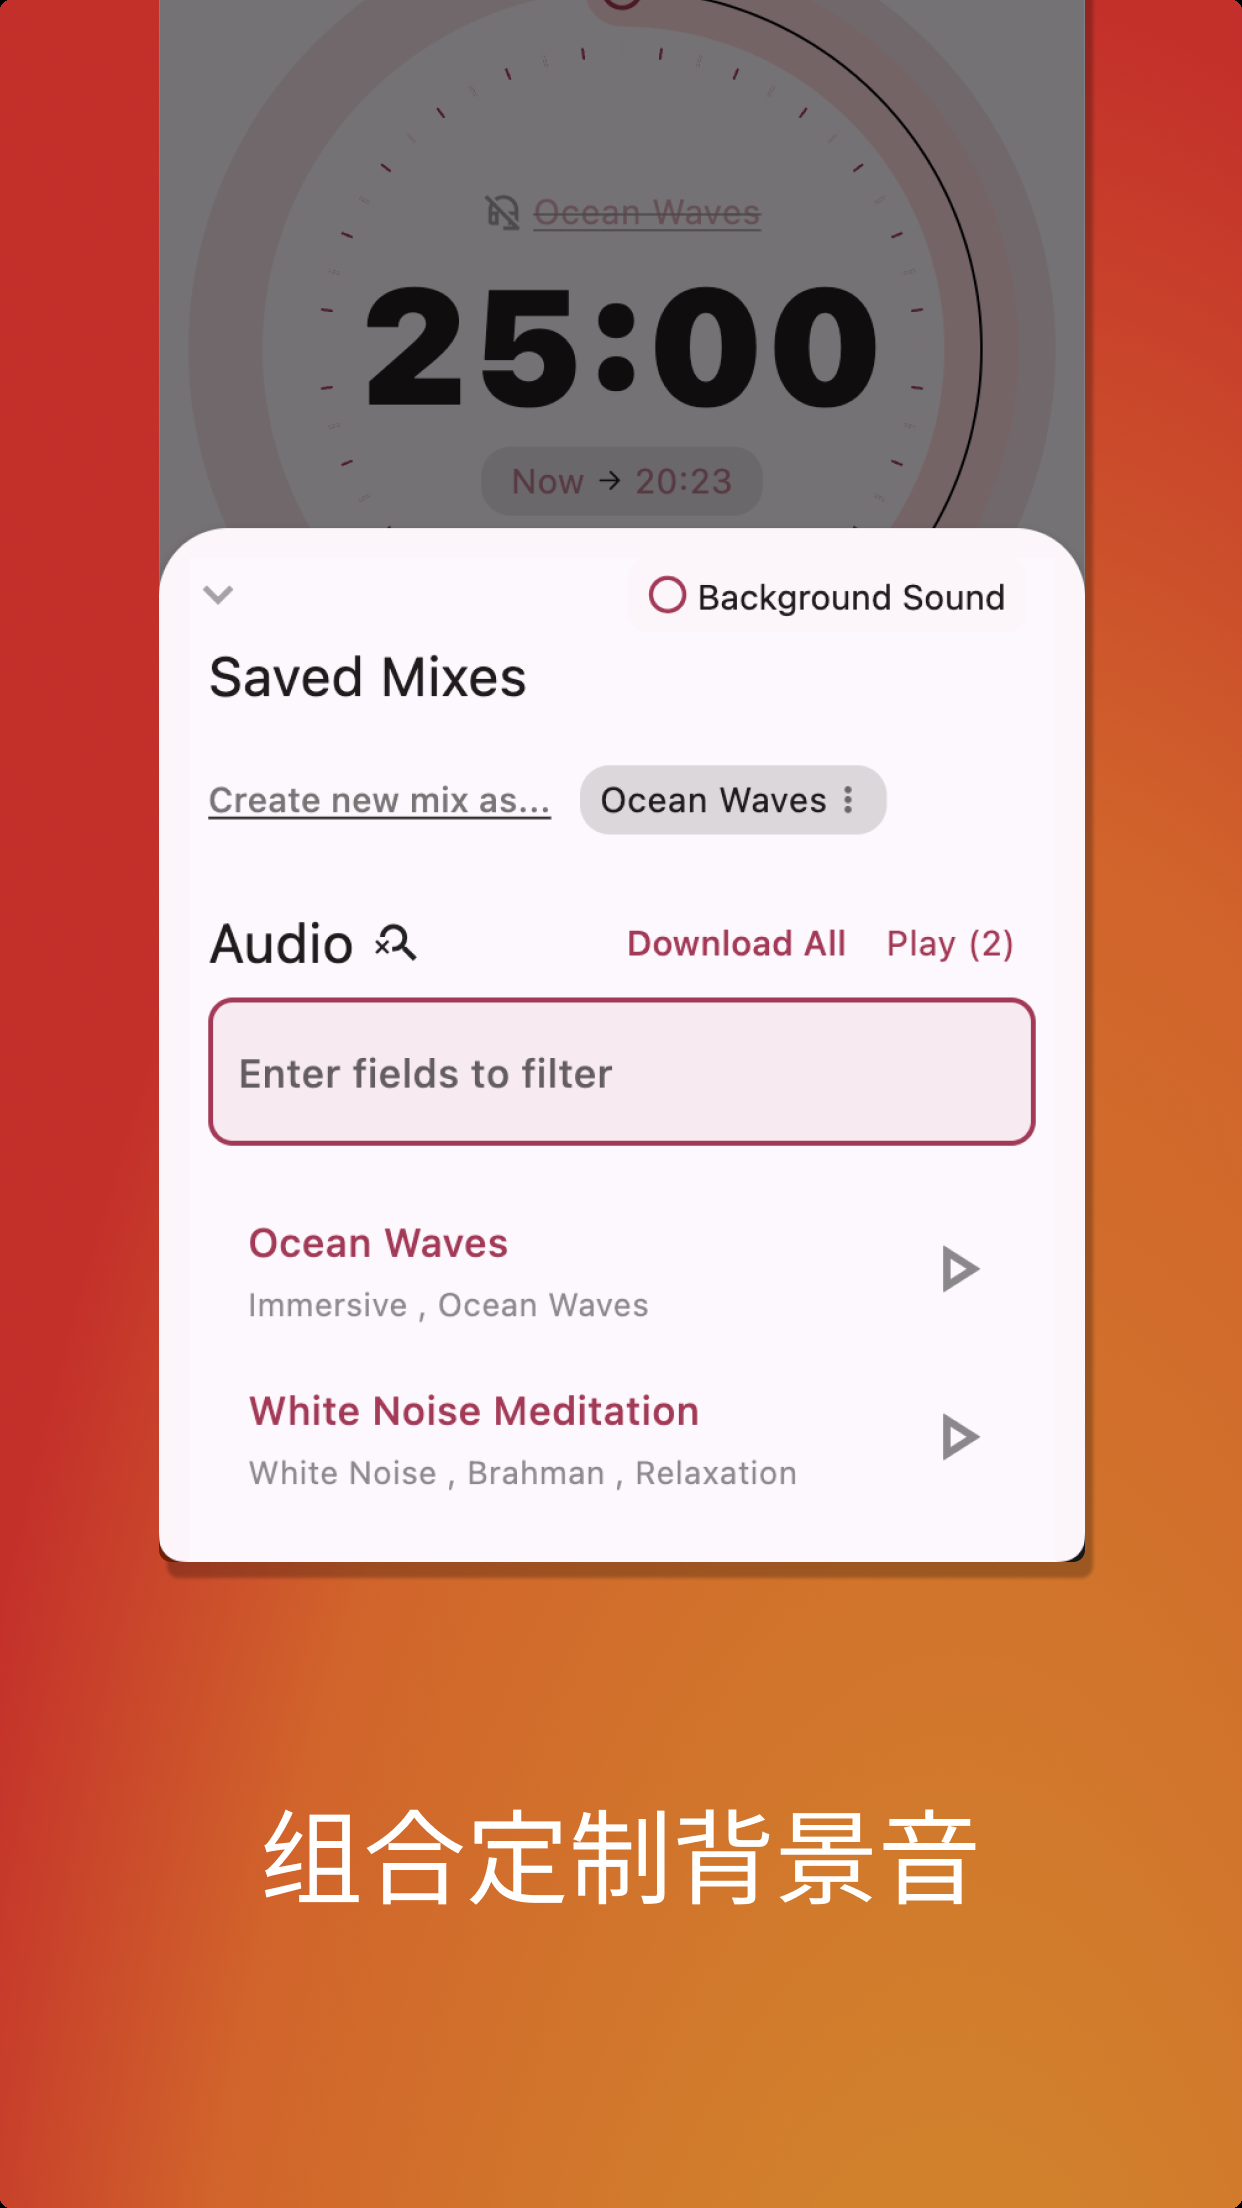 Ocean Waves
25:00
Now → 20:23
Background Sound
Saved Mixes
Create new mix as...
Ocean Waves
Audio
Download All
Play (2)
Enter fields to filter
Ocean Waves
Immersive , Ocean Waves
White Noise Meditation
White Noise , Brahman , Relaxation
组合定制背景音